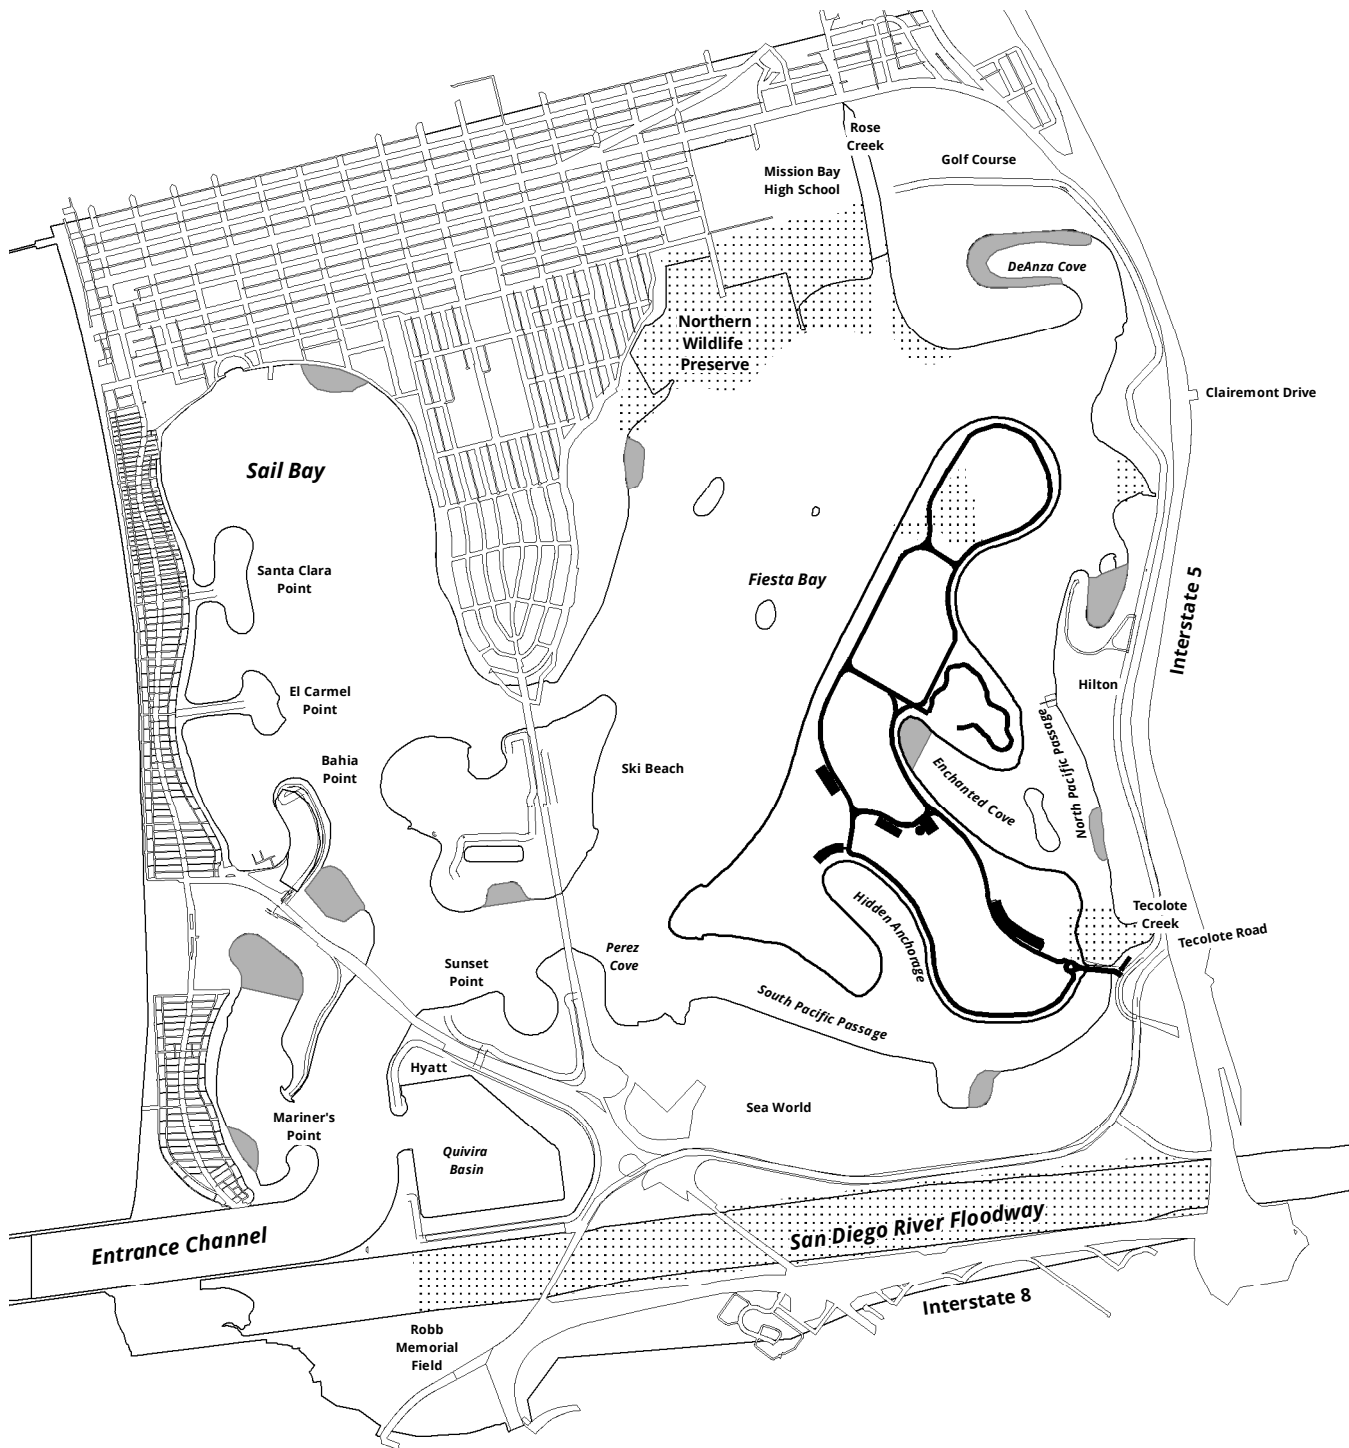 Rose
Creek
Golf Course
Mission Bay
High School
DeAnza Cove
Northern
Wildlife
Preserve
Clairemont Drive
Sail Bay
Santa Clara
Point
Fiesta Bay
Interstate 5
El Carmel
Point
Hilton
Bahia
Point
Ski Beach
North Pacific Passage
Enchanted Cove
Hidden Anchorage
Tecolote
Creek
Tecolote Road
Perez
Cove
Sunset
Point
South Pacific Passage
Hyatt
Sea World
Mariner's
Point
Quivira
Basin
Entrance Channel
San Diego River Floodway
Interstate 8
Robb
Memorial
Field